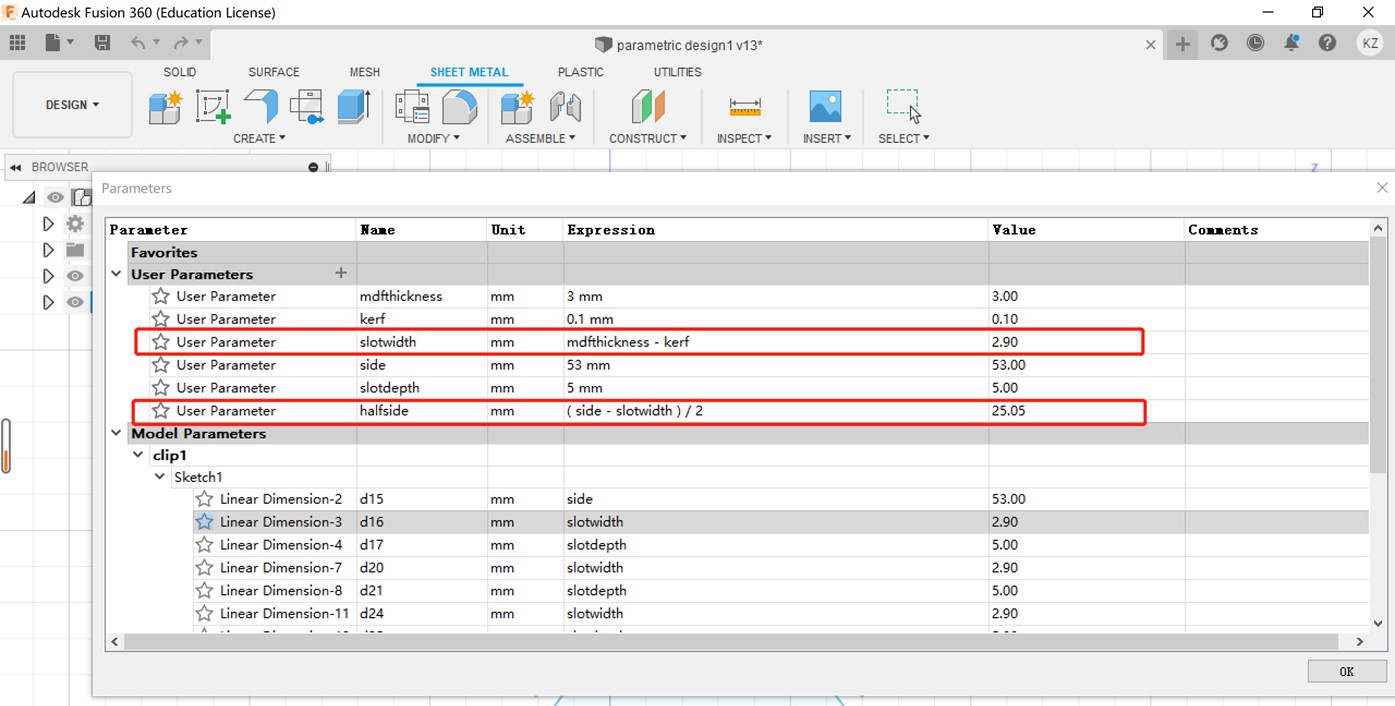 Autodesk Fusion 360 (Education License)
parametric design1 v13*
KZ
SOLID SURFACE MESH SHEET METAL PLASTIC UTILITIES
DESIGN
CREATE MODIFY ASSEMBLE CONSTRUCT INSPECT INSERT SELECT
BROWSER
Z
Parameters
Parameter Name Unit Expression Value Comments
Favorites
User Parameters +
User Parameter mdfthickness mm 3 mm 3.00
User Parameter kerf mm 0.1 mm 0.10
User Parameter slotwidth mm mdfthickness - kerf 2.90
User Parameter side mm 53 mm 53.00
User Parameter slotdepth mm 5 mm 5.00
User Parameter halfside mm ( side - slotwidth ) / 2 25.05
Model Parameters
clip1
Sketch1
Linear Dimension-2 d15 mm side 53.00
Linear Dimension-3 d16 mm slotwidth 2.90
Linear Dimension-4 d17 mm slotdepth 5.00
Linear Dimension-7 d20 mm slotwidth 2.90
Linear Dimension-8 d21 mm slotdepth 5.00
Linear Dimension-11 d24 mm slotwidth 2.90
OK